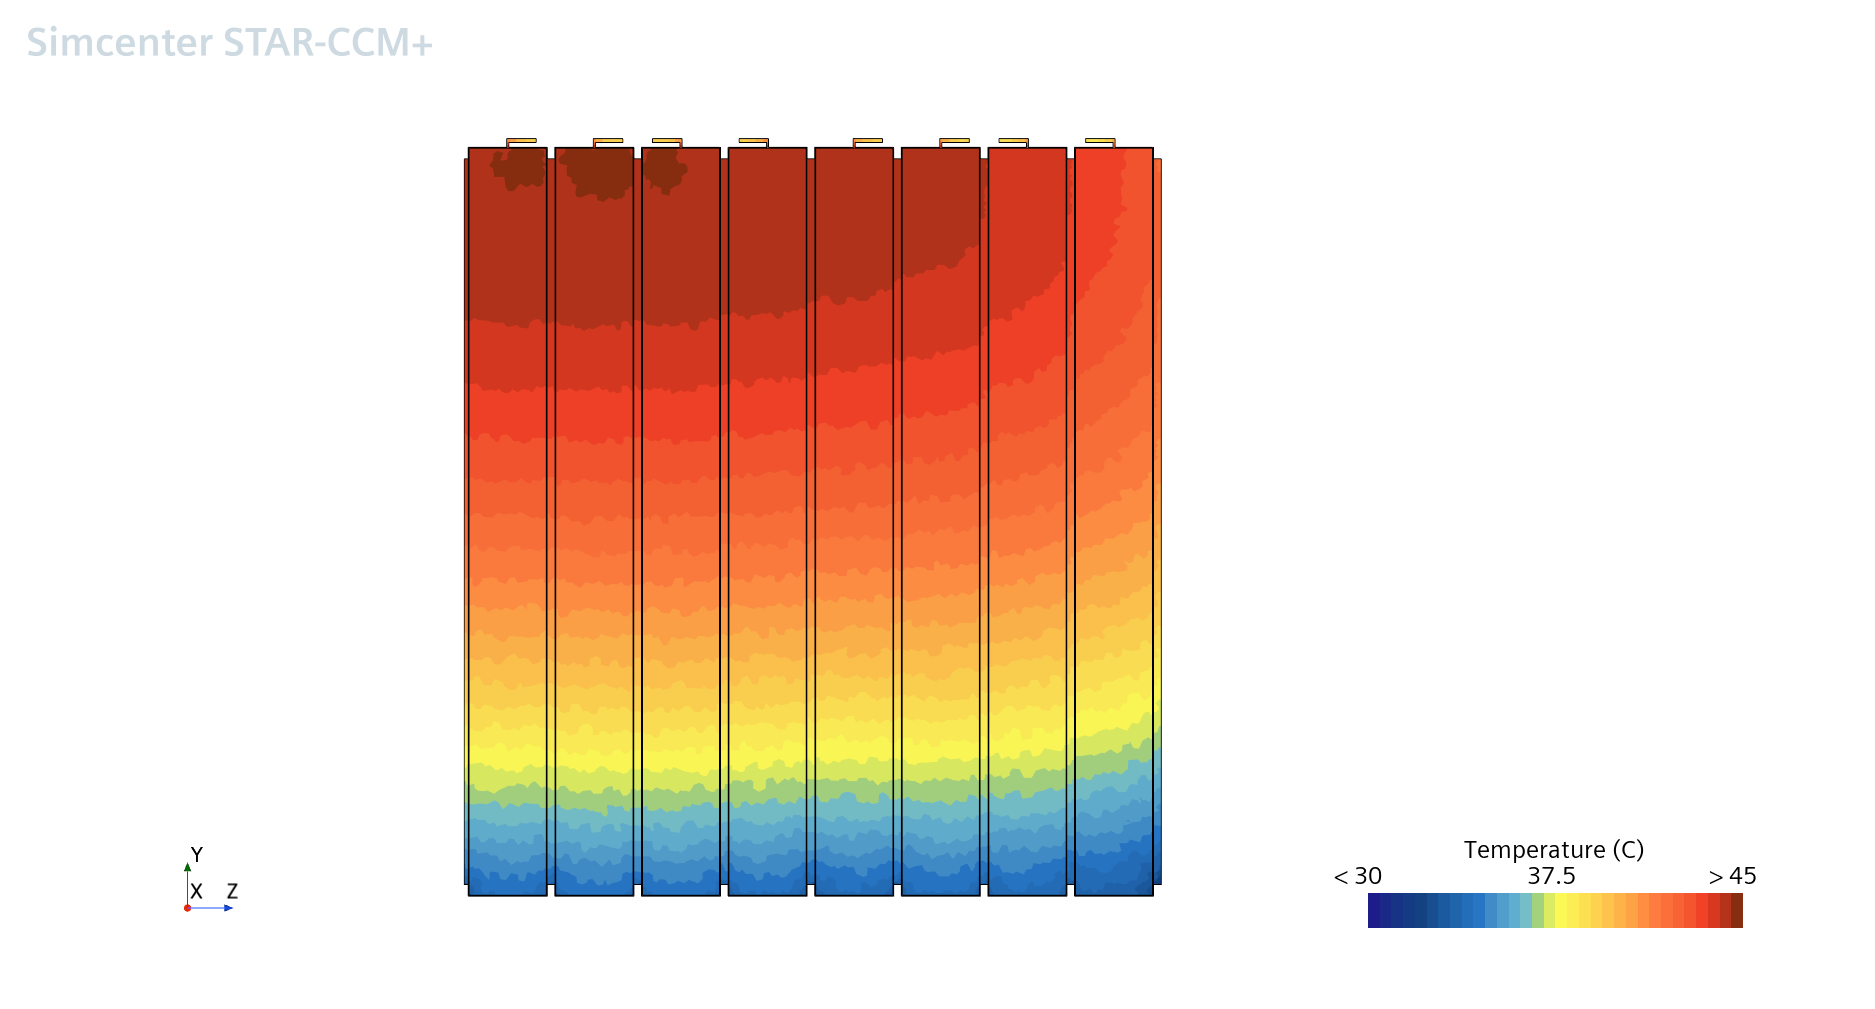 Simcenter STAR-CCM+
Y
X Z
Temperature (C)
< 30 37.5 > 45